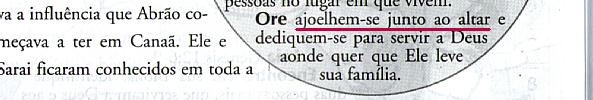 va a influência que Abrão co-
meçava a ter em Canaã. Ele e
Sarai ficaram conhecidos em toda a
pessoas no lugar em que vivem.
Ore ajoelhem-se junto ao altar e
dediquem-se para servir a Deus
aonde quer que Ele leve
sua família.